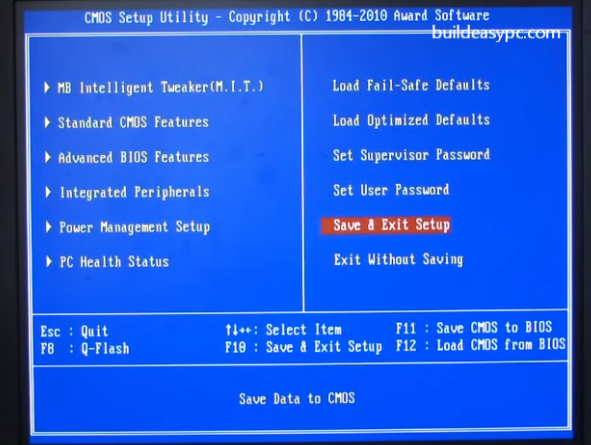 CMOS Setup Utility - Copyright (C) 1984-2010 Award Software
buildeasypc.com
MB Intelligent Tweaker(M.I.T.)
Standard CMOS Features
Advanced BIOS Features
Integrated Peripherals
Power Management Setup
PC Health Status
Load Fail-Safe Defaults
Load Optimized Defaults
Set Supervisor Password
Set User Password
Save & Exit Setup
Exit Without Saving
Esc : Quit
F8 : Q-Flash
↑↓→←: Select Item
F10 : Save & Exit Setup
F11 : Save CMOS to BIOS
F12 : Load CMOS from BIOS
Save Data to CMOS